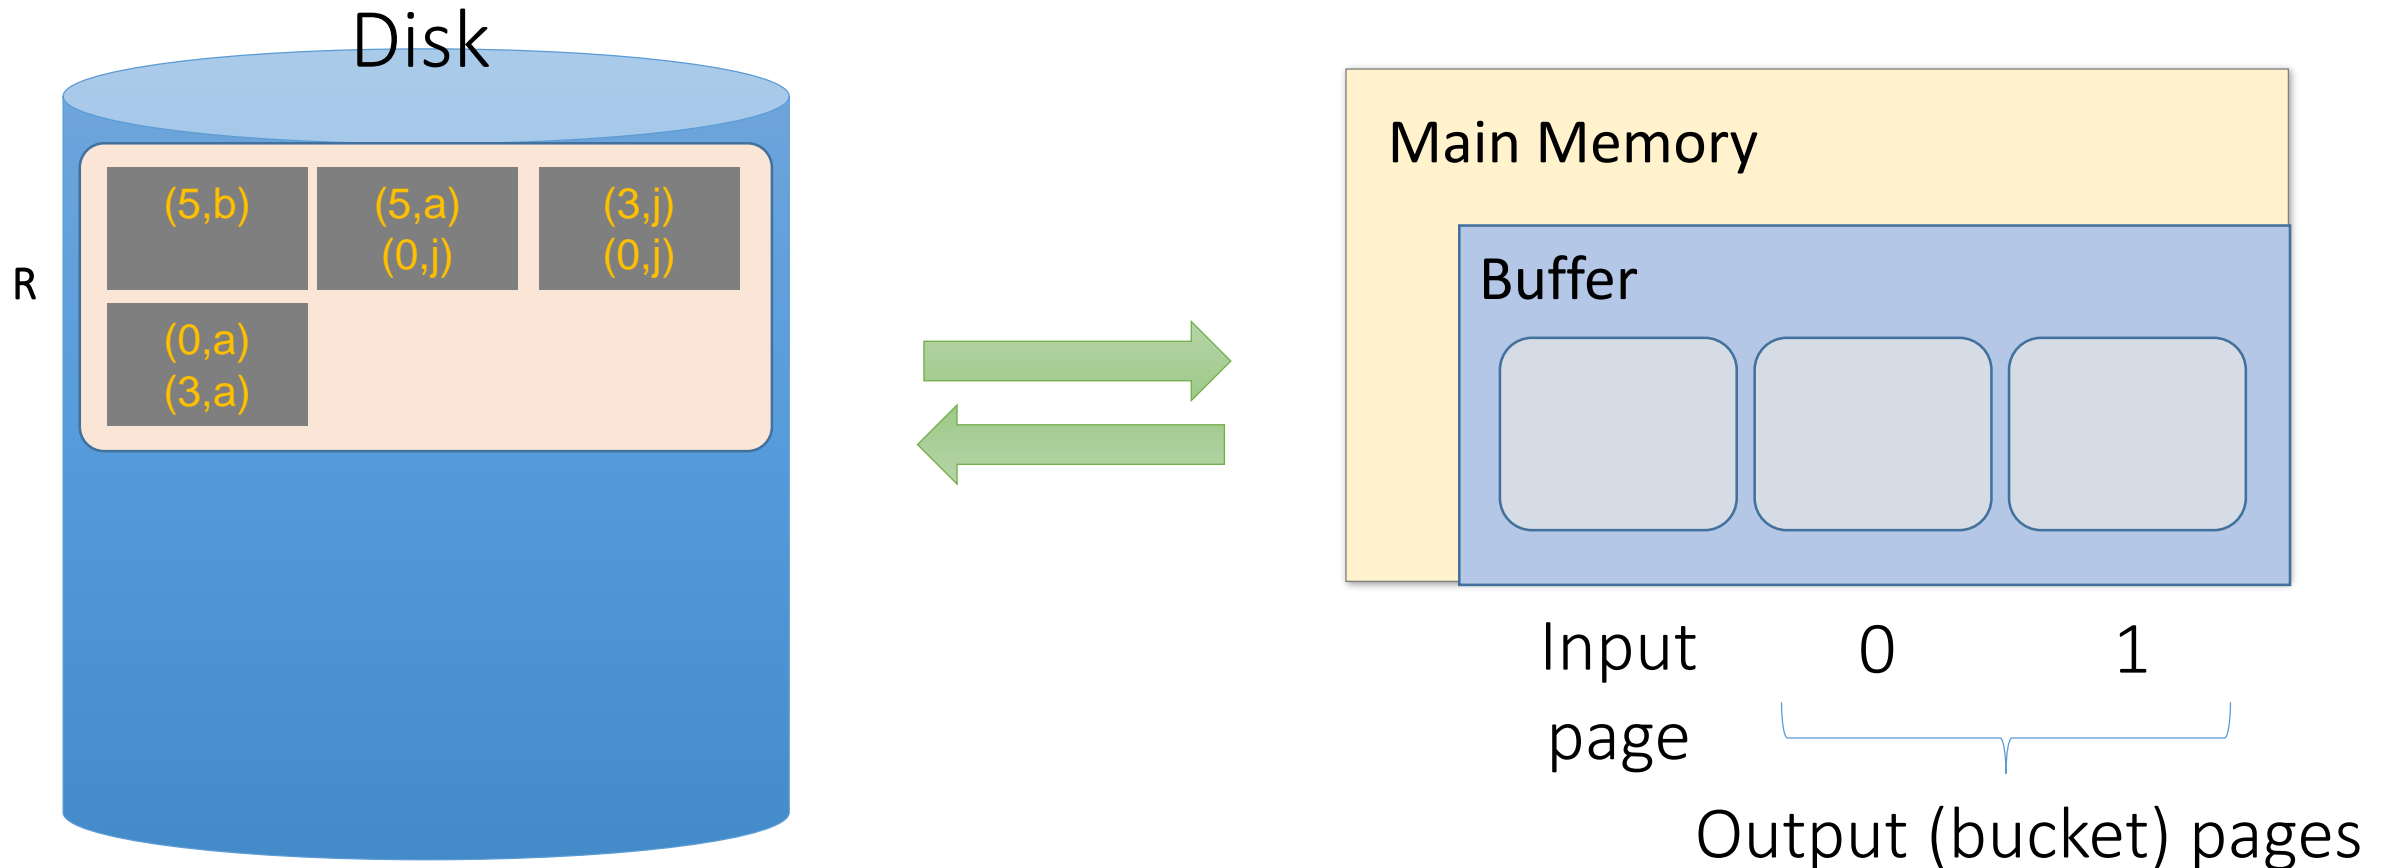 Disk
R
(5,b)
(5,a)
(0,j)
(3,j)
(0,j)
(0,a)
(3,a)
Main Memory
Buffer
Input
page
0
1
Output (bucket) pages